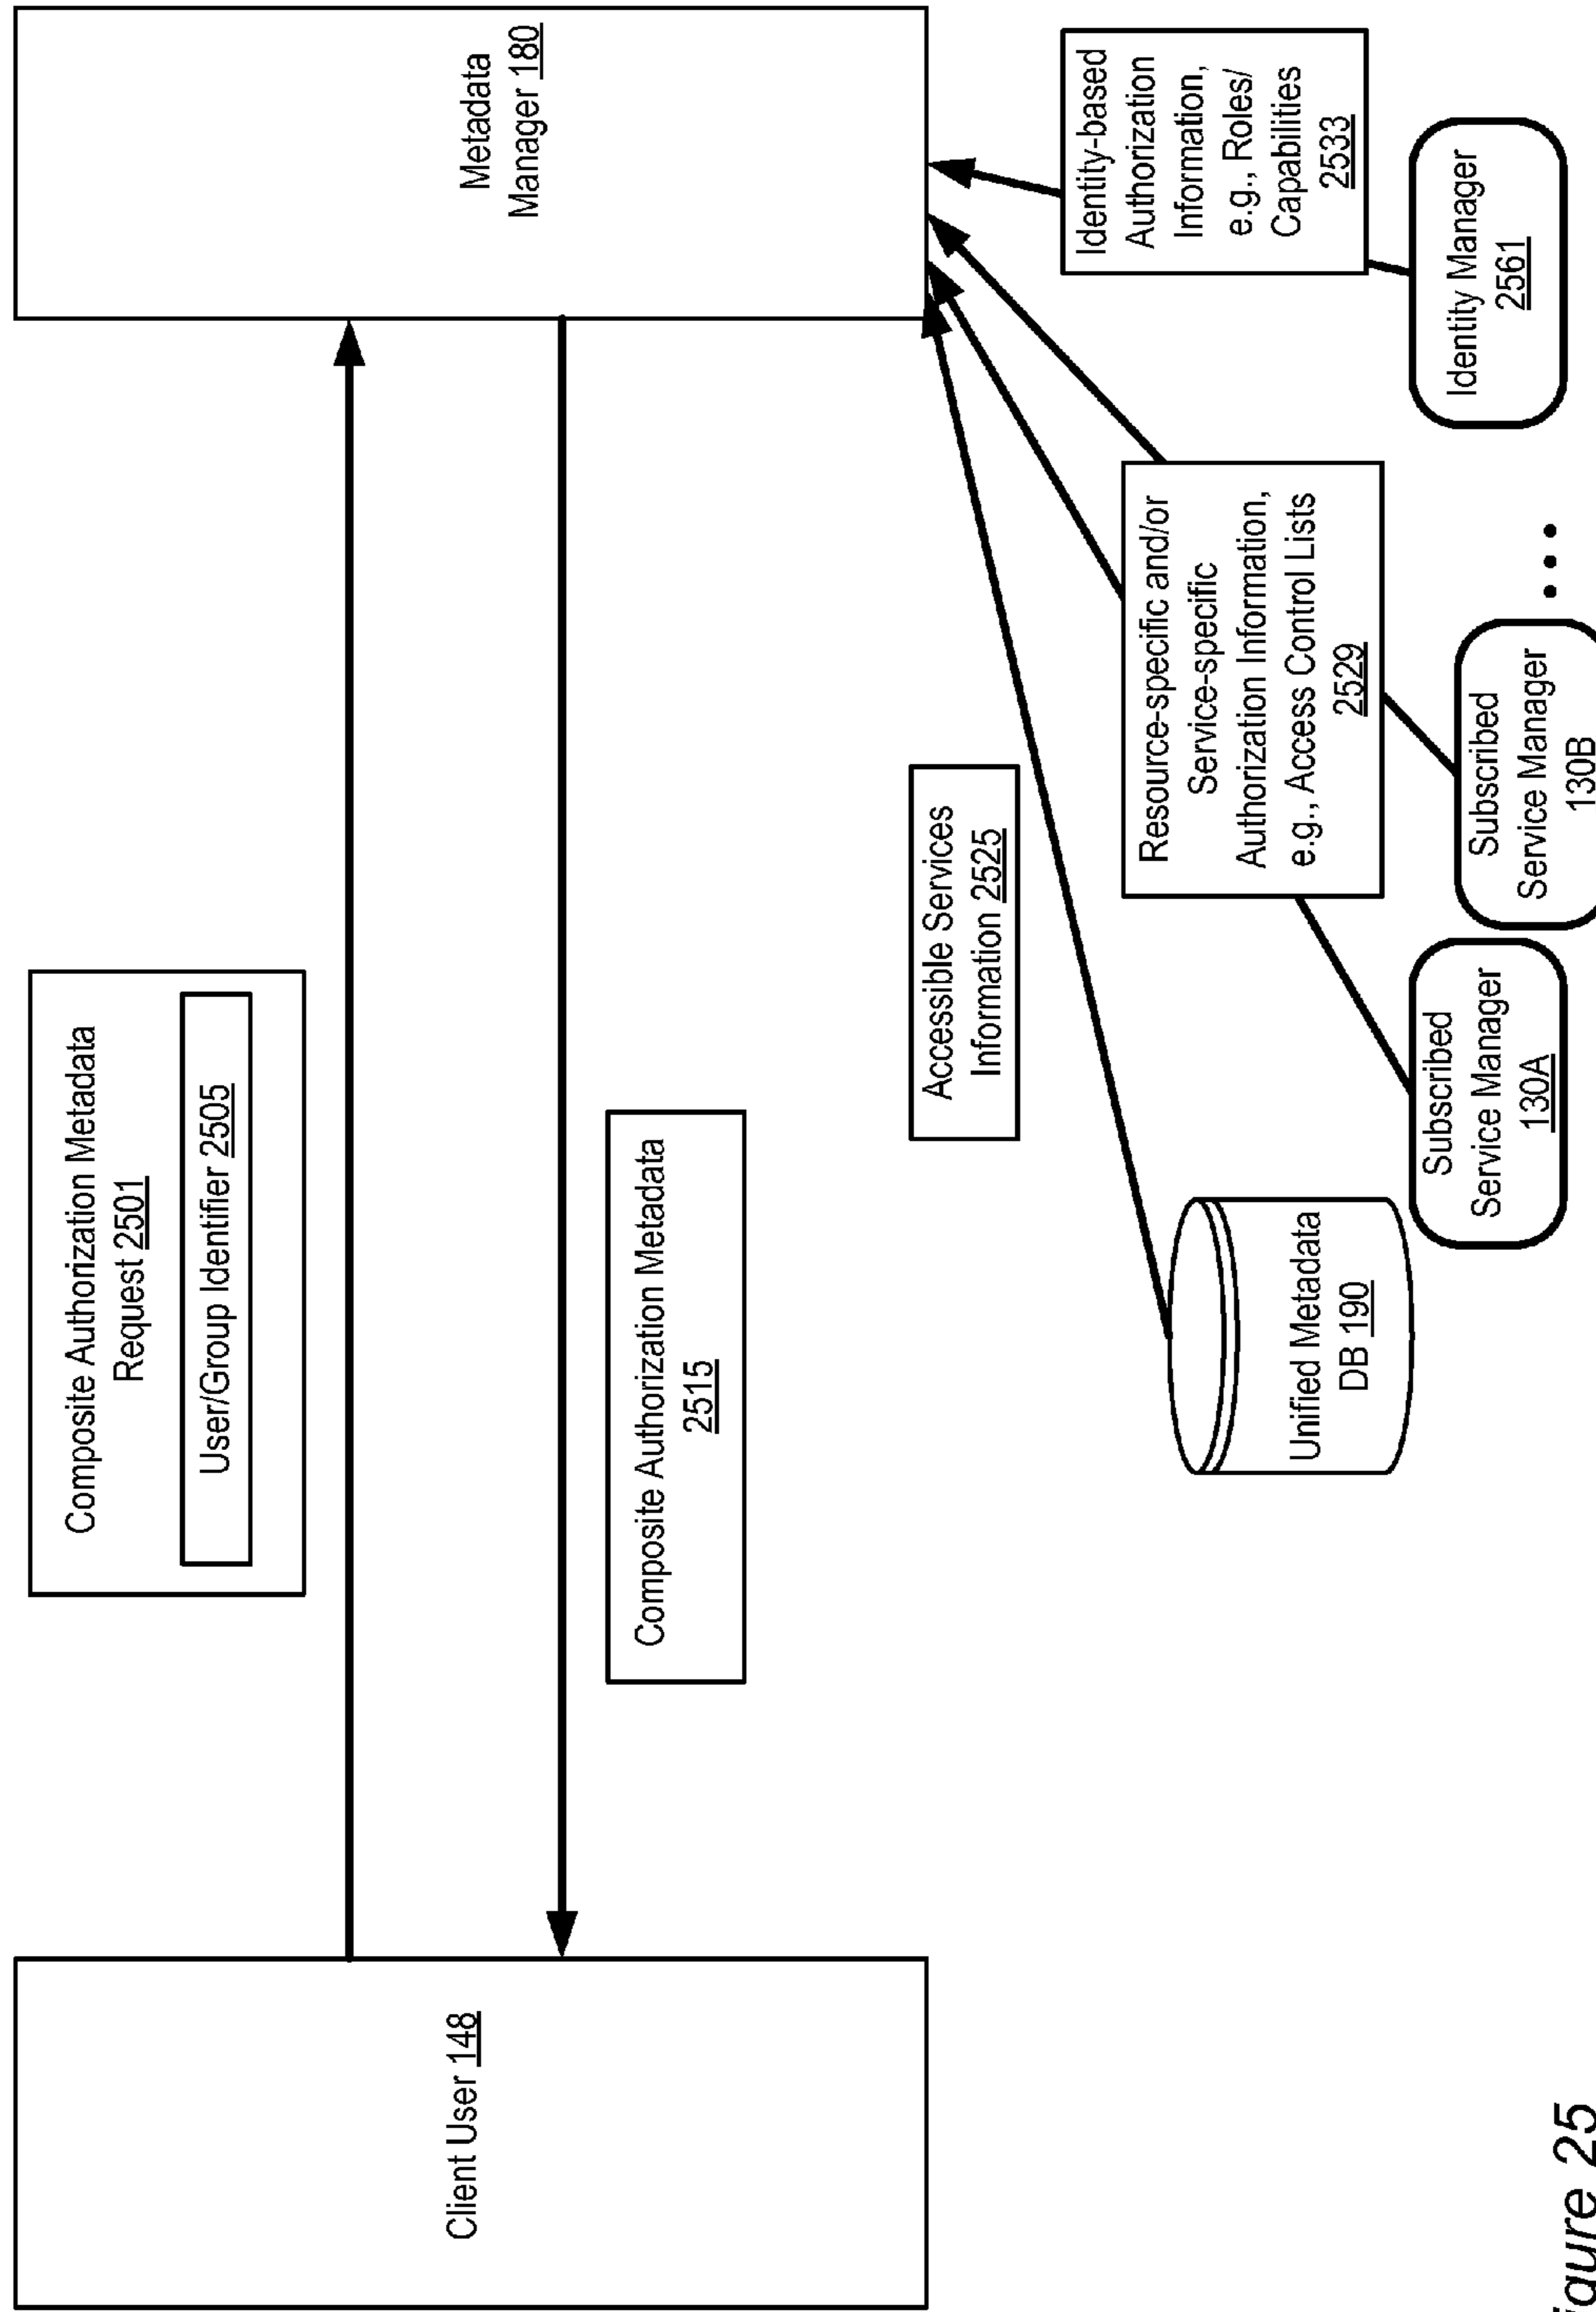 Composite Authorization Metadata
Request 2501
User/Group Identifier 2505
Client User 148
Metadata
Manager 180
Composite Authorization Metadata
2515
Accessible Services
Information 2525
Identity-based
Authorization
Information,
e.g., Roles/
Capabilities
2533
Resource-specific and/or
Service-specific
Authorization Information,
e.g., Access Control Lists
2529
Unified Metadata
DB 190
Subscribed
Service Manager
130A
Subscribed
Service Manager
130B
...
Identity Manager
2561
igure 25